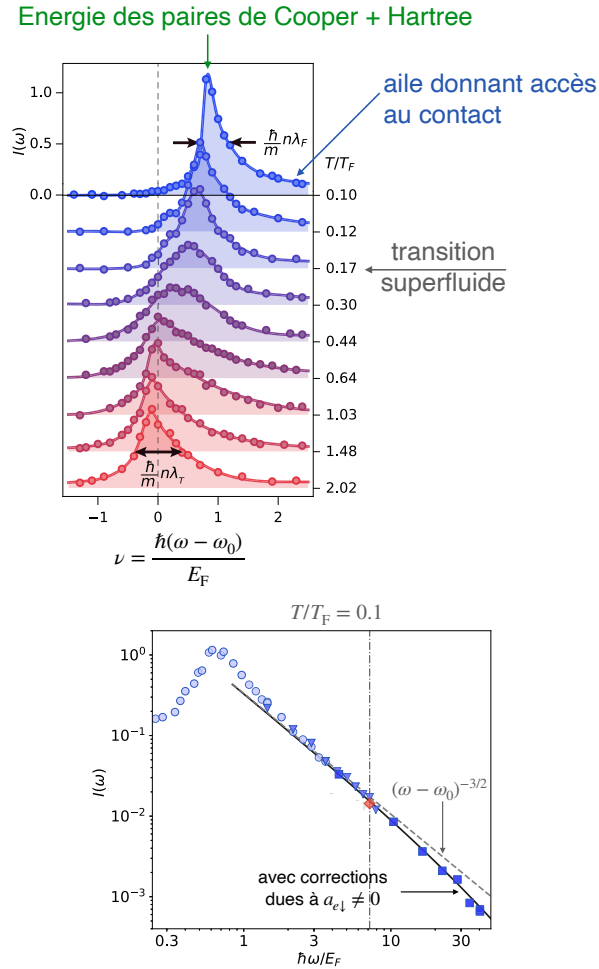 Energie des paires de Cooper + Hartree
aile donnant accès
au contact
I(ω)
1.0
0.5
0.0
ħ/m nλ_F
T/T_F
0.10
0.12
0.17
0.30
0.44
0.64
1.03
1.48
2.02
transition
superfluide
ħ/m nλ_T
−1 0 1 2
ν = ħ(ω − ω₀)/E_F
T/T_F = 0.1
I(ω)
10⁰
10⁻¹
10⁻²
10⁻³
(ω − ω₀)^−3/2
avec corrections
dues à a_e↓ ≠ 0
0.3 1 3 10 30
ħω/E_F